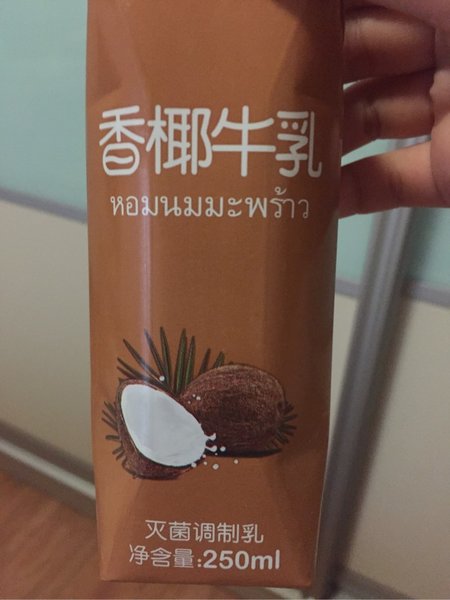 香椰牛乳
หอมนมมะพร้าว
灭菌调制乳
净含量:250ml